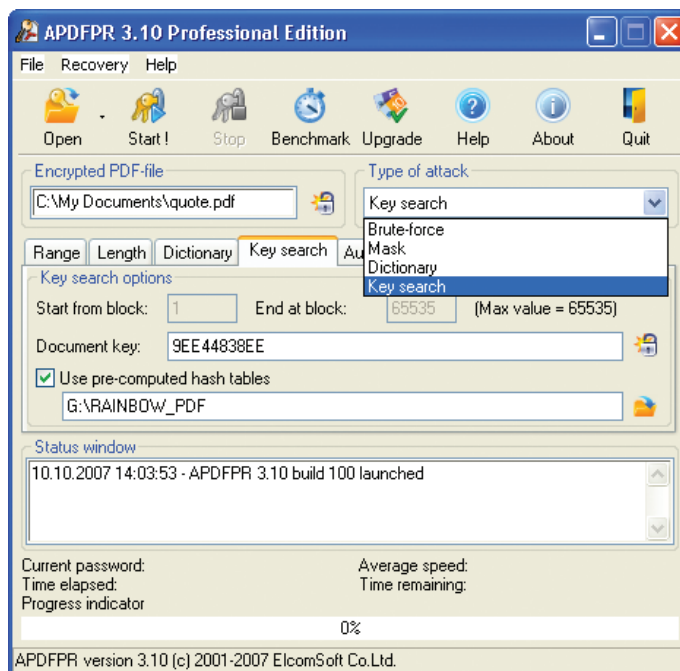 APDFPR 3.10 Professional Edition
File Recovery Help
Open Start! Stop Benchmark Upgrade Help About Quit
Encrypted PDF-file
C:\My Documents\quote.pdf
Type of attack
Key search
Brute-force
Mask
Dictionary
Key search
Range Length Dictionary Key search Au
Key search options
Start from block: 1 End at block: 65535 (Max value = 65535)
Document key: 9EE44838EE
Use pre-computed hash tables
G:\RAINBOW_PDF
Status window
10.10.2007 14:03:53 - APDFPR 3.10 build 100 launched
Current password: Average speed:
Time elapsed: Time remaining:
Progress indicator
0%
APDFPR version 3.10 (c) 2001-2007 ElcomSoft Co.Ltd.